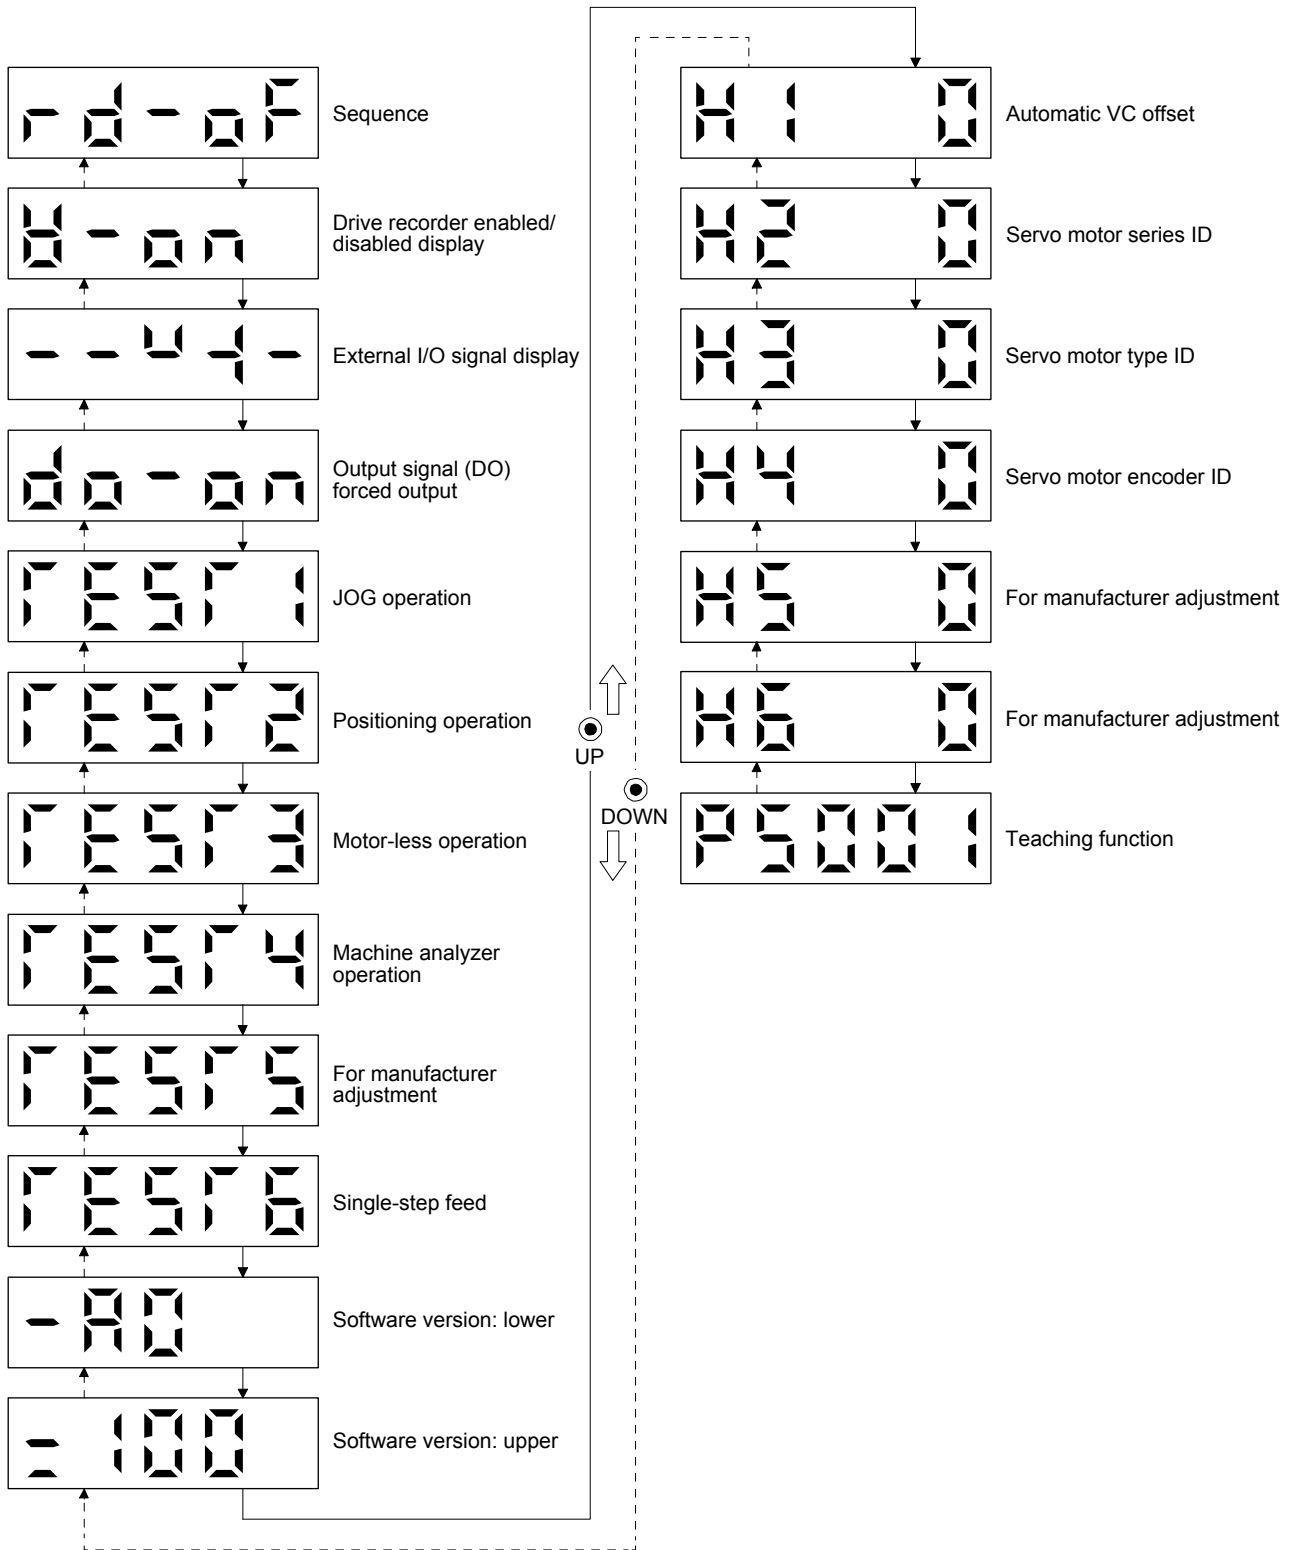 rd-oF
Sequence
8-on
Drive recorder enabled/
disabled display
External I/O signal display
do-on
Output signal (DO)
forced output
TEST1
JOG operation
TEST2
Positioning operation
TEST3
Motor-less operation
TEST4
Machine analyzer
operation
TEST5
For manufacturer
adjustment
TEST6
Single-step feed
-A0
Software version: lower
= 100
Software version: upper
UP
DOWN
H1 0
Automatic VC offset
H2 0
Servo motor series ID
H3 0
Servo motor type ID
H4 0
Servo motor encoder ID
H5 0
For manufacturer adjustment
H6 0
For manufacturer adjustment
PS001
Teaching function